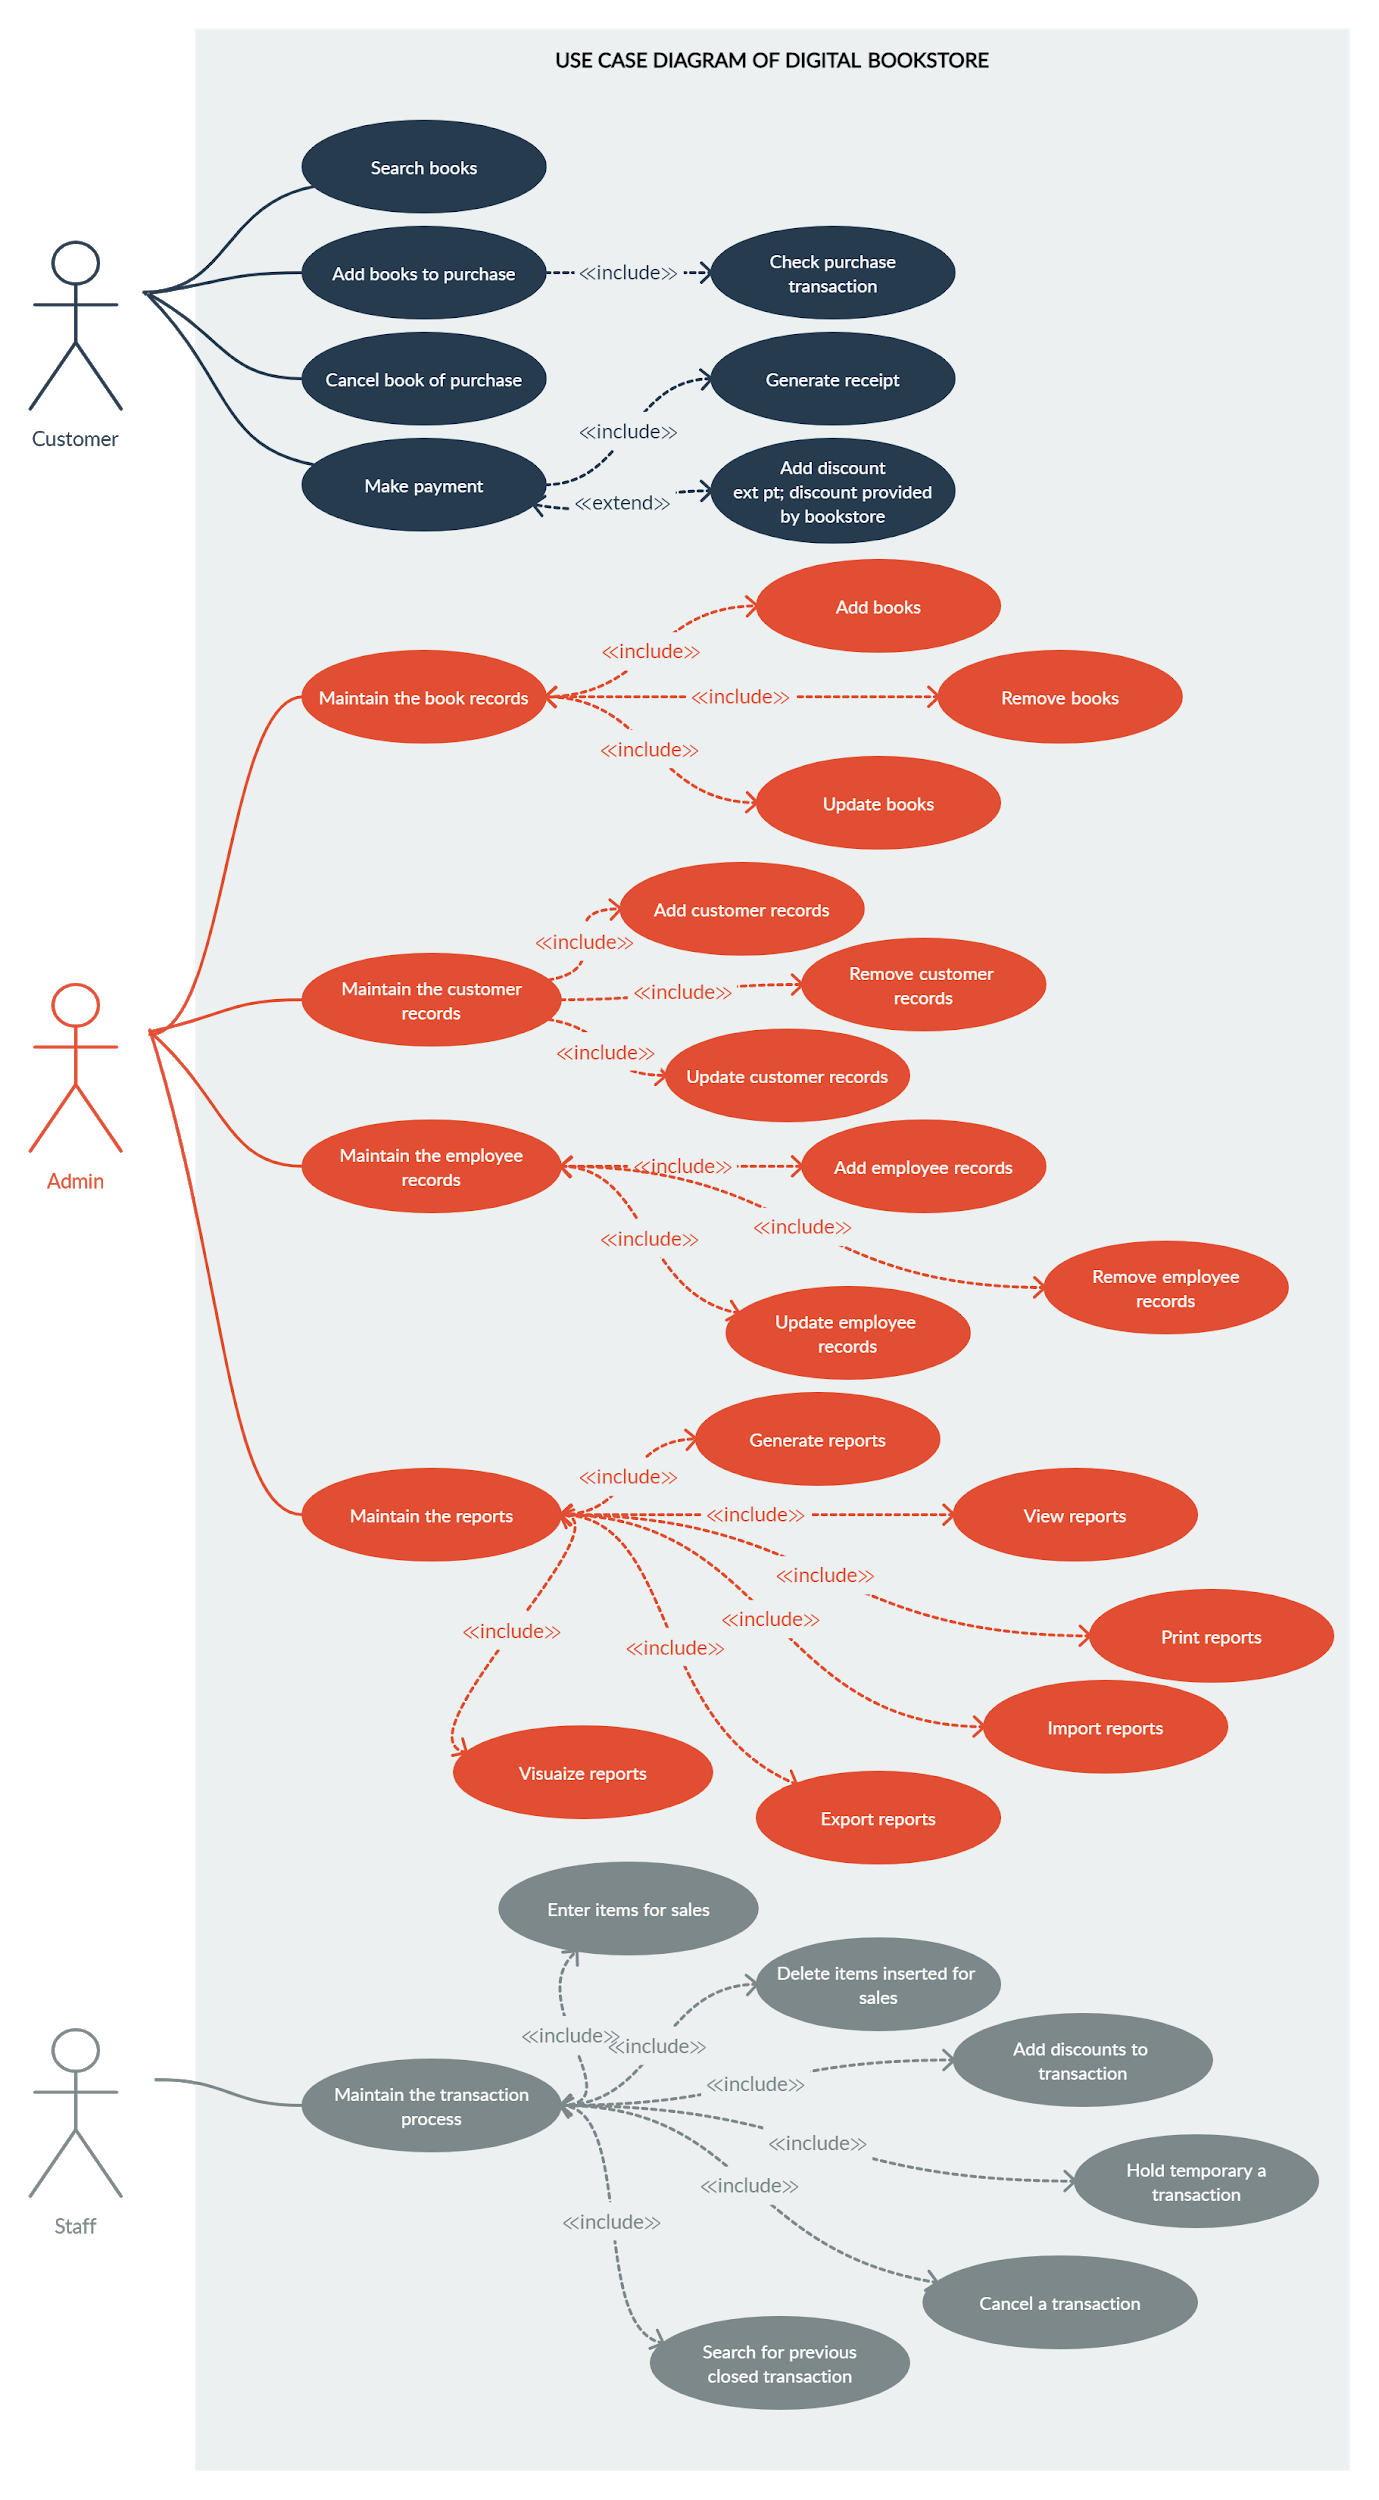 USE CASE DIAGRAM OF DIGITAL BOOKSTORE
Search books
Add books to purchase
<<include>>
Check purchase
transaction
Cancel book of purchase
Generate receipt
<<include>>
Customer
Make payment
<<extend>>
Add discount
ext pt; discount provided
by bookstore
Add books
<<include>>
Maintain the book records
<<include>>
Remove books
<<include>>
Update books
Add customer records
<<include>>
Maintain the customer
records
<<include>>
Remove customer
records
<<include>>
Update customer records
Maintain the employee
records
<<include>>
Add employee records
Admin
<<include>>
<<include>>
Remove employee
records
Update employee
records
Generate reports
<<include>>
Maintain the reports
<<include>>
View reports
<<include>>
<<include>>
<<include>>
<<include>>
Print reports
Import reports
Visuaize reports
Export reports
Enter items for sales
Delete items inserted for
sales
<<include>>
<<include>>
Add discounts to
transaction
<<include>>
Maintain the transaction
process
<<include>>
Hold temporary a
transaction
<<include>>
<<include>>
Staff
Cancel a transaction
Search for previous
closed transaction